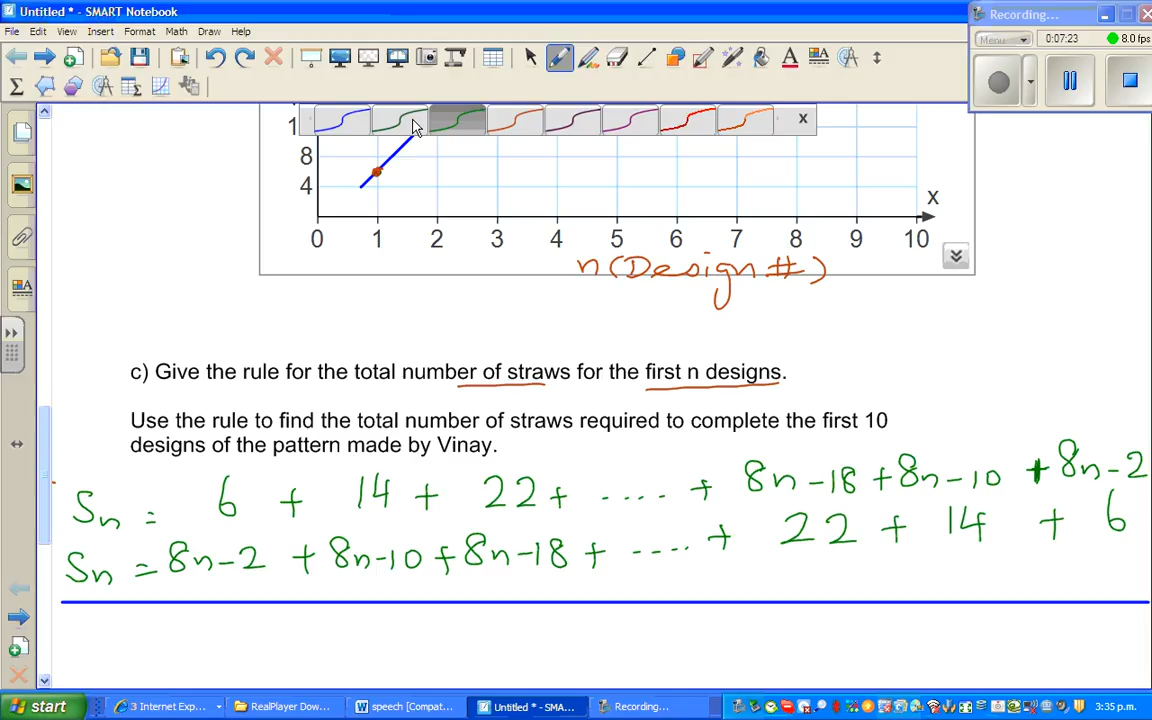 Untitled * - SMART Notebook
Recording...
File Edit View Insert Format Math Draw Help
Menu
0:07:23
8.0 fps
x
8
4
x
0 1 2 3 4 5 6 7 8 9 10
n (Design #)
c) Give the rule for the total number of straws for the first n designs.
Use the rule to find the total number of straws required to complete the first 10
designs of the pattern made by Vinay.
Sn = 6 + 14 + 22 + .... + 8n-18 + 8n-10 + 8n-2
Sn = 8n-2 + 8n-10 + 8n-18 + .... + 22 + 14 + 6
start
3 Internet Exp...
RealPlayer Dow...
speech [Compat...
Untitled * - SMA...
Recording...
3:35 p.m.